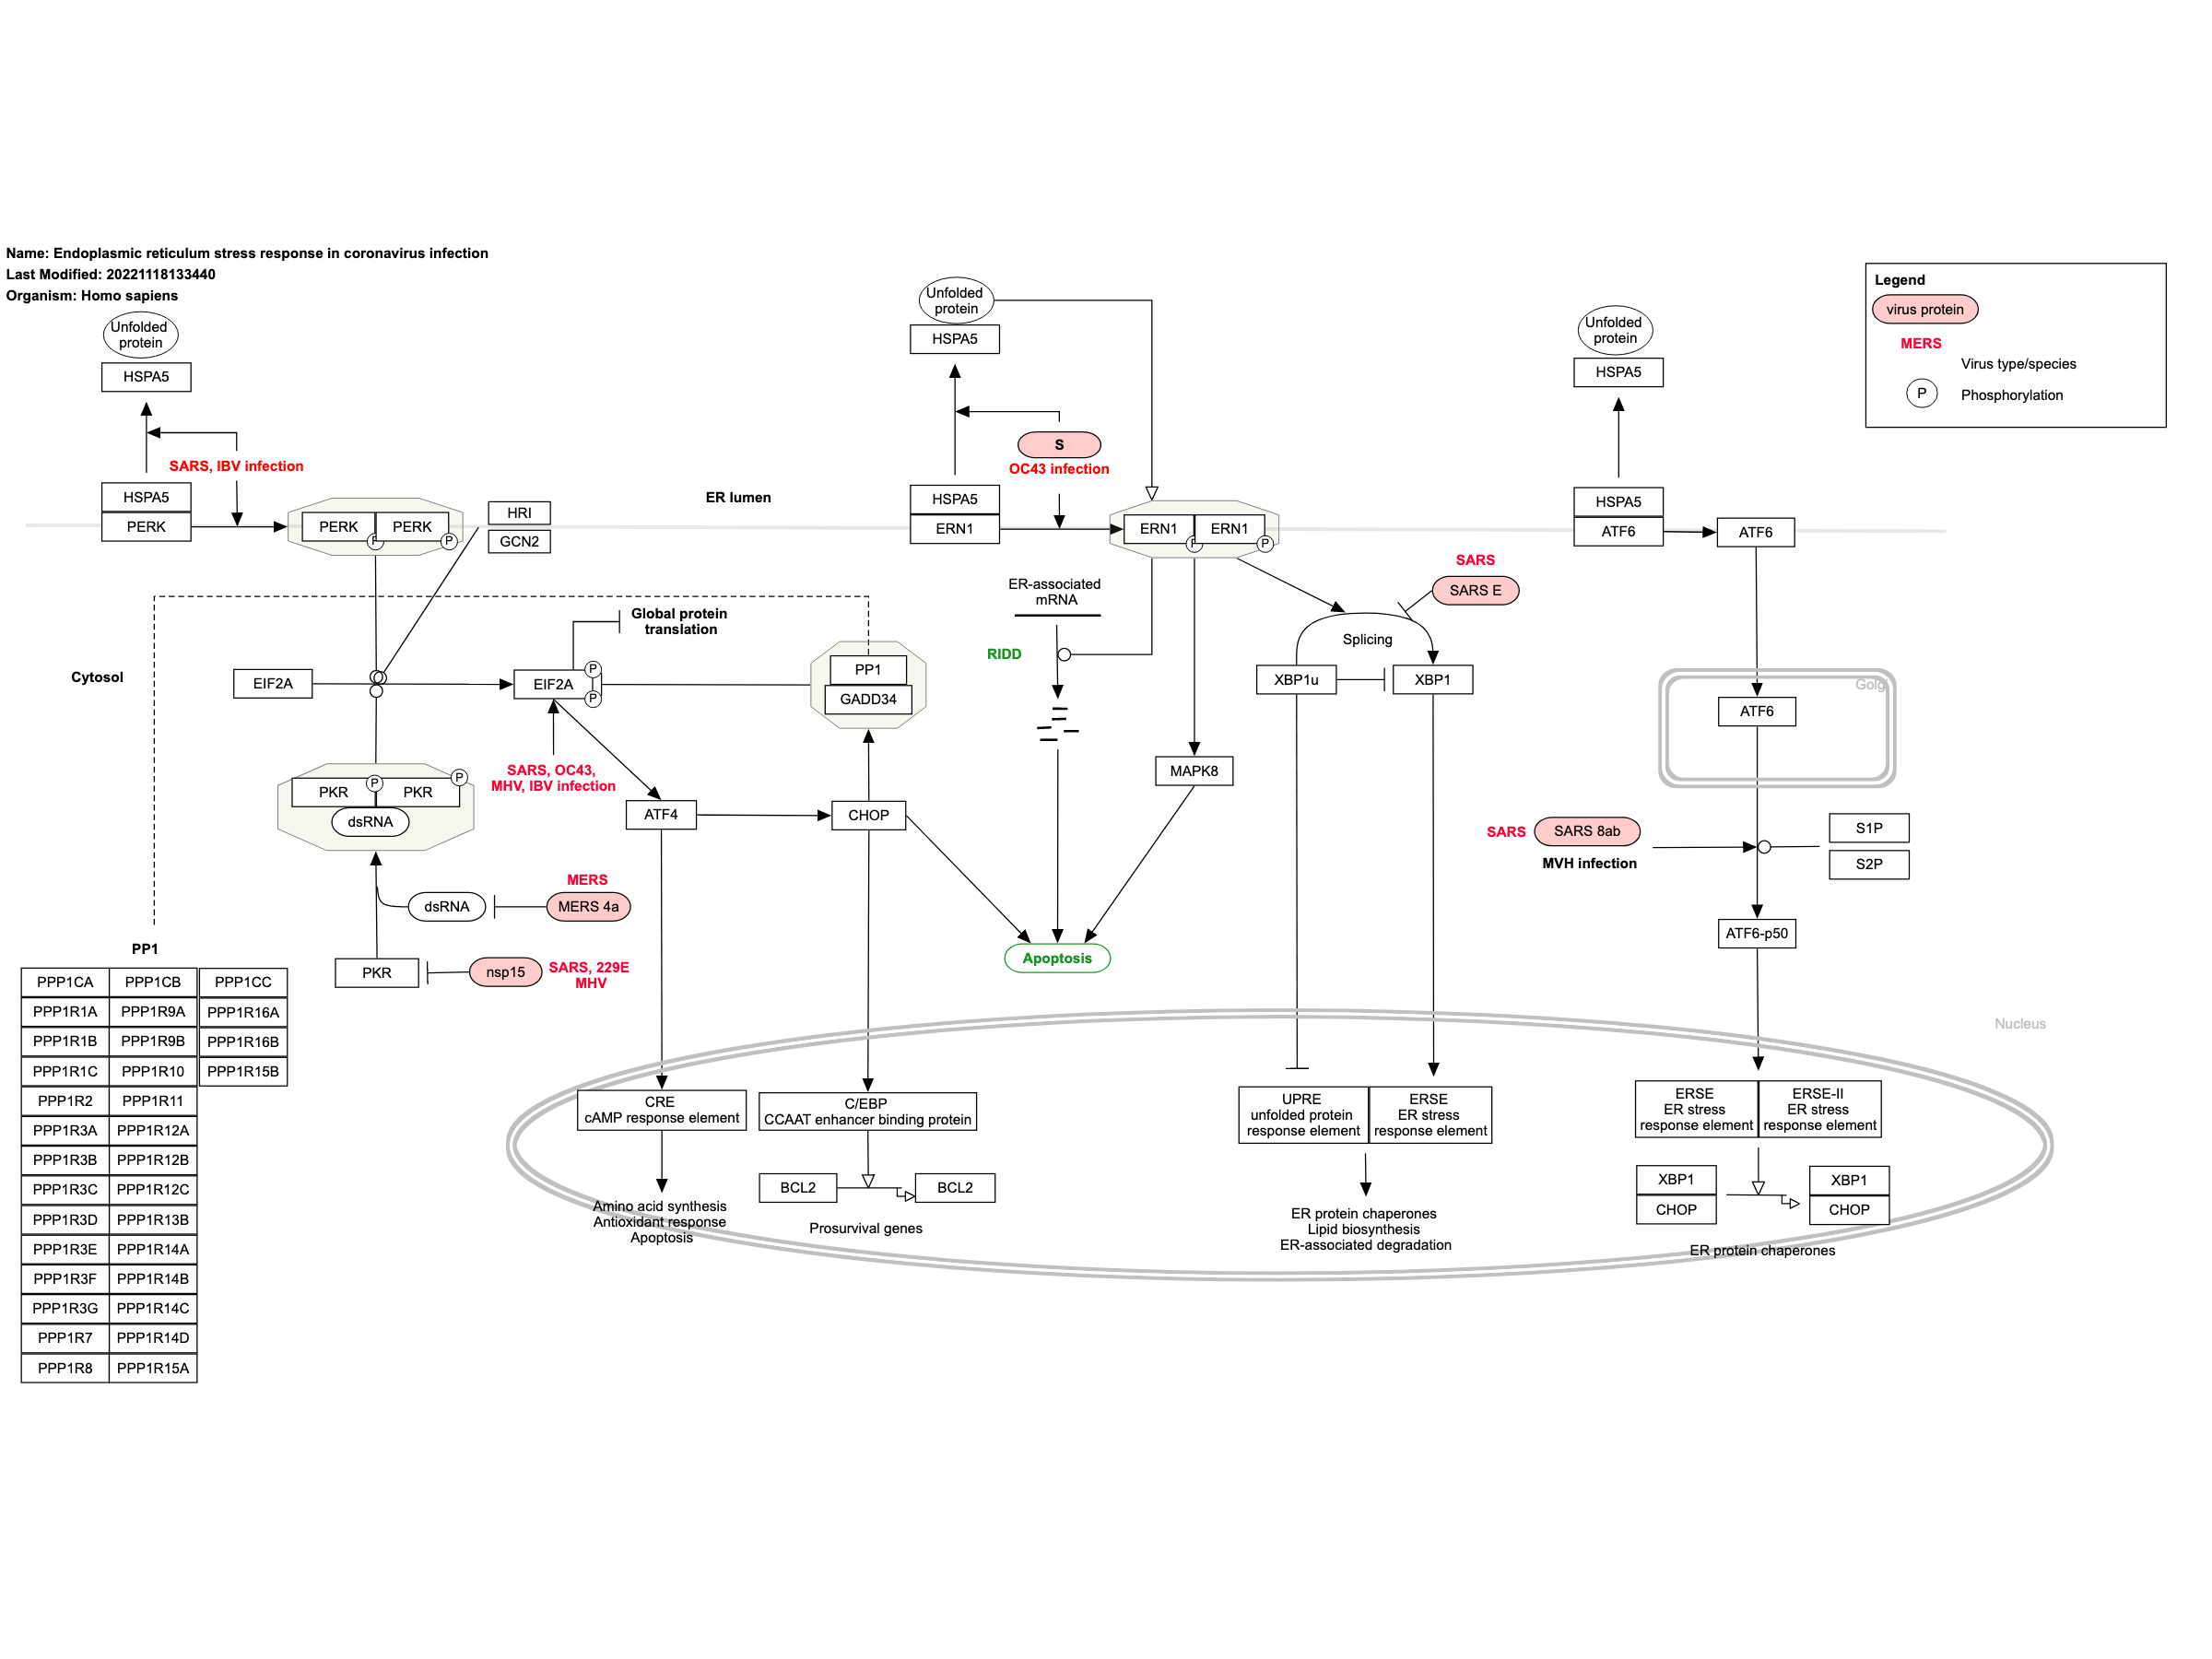 Name: Endoplasmic reticulum stress response in coronavirus infection
Last Modified: 20221118133440
Organism: Homo sapiens
Unfolded
protein
HSPA5
SARS, IBV infection
HSPA5
PERK
PERK
PERK
P
P
HRI
GCN2
ER lumen
Unfolded
protein
HSPA5
S
OC43 infection
HSPA5
ERN1
ERN1
ERN1
P
P
Unfolded
protein
HSPA5
HSPA5
ATF6
ATF6
Legend
virus protein
MERS
Virus type/species
P
Phosphorylation
Cytosol
EIF2A
EIF2A
P
P
Global protein
translation
PP1
GADD34
SARS, OC43,
MHV, IBV infection
PKR
PKR
P
P
dsRNA
ATF4
CHOP
MERS
dsRNA
MERS 4a
PKR
nsp15
SARS, 229E
MHV
ER-associated
mRNA
RIDD
MAPK8
Apoptosis
SARS
SARS E
Splicing
XBP1u
XBP1
Golgi
ATF6
SARS
SARS 8ab
MVH infection
S1P
S2P
ATF6-p50
Nucleus
PP1
PPP1CA
PPP1CB
PPP1CC
PPP1R1A
PPP1R9A
PPP1R16A
PPP1R1B
PPP1R9B
PPP1R16B
PPP1R1C
PPP1R10
PPP1R15B
PPP1R2
PPP1R11
PPP1R3A
PPP1R12A
PPP1R3B
PPP1R12B
PPP1R3C
PPP1R12C
PPP1R3D
PPP1R13B
PPP1R3E
PPP1R14A
PPP1R3F
PPP1R14B
PPP1R3G
PPP1R14C
PPP1R7
PPP1R14D
PPP1R8
PPP1R15A
CRE
cAMP response element
Amino acid synthesis
Antioxidant response
Apoptosis
C/EBP
CCAAT enhancer binding protein
BCL2
BCL2
Prosurvival genes
UPRE
unfolded protein
response element
ERSE
ER stress
response element
ER protein chaperones
Lipid biosynthesis
ER-associated degradation
ERSE
ER stress
response element
ERSE-II
ER stress
response element
XBP1
CHOP
XBP1
CHOP
ER protein chaperones